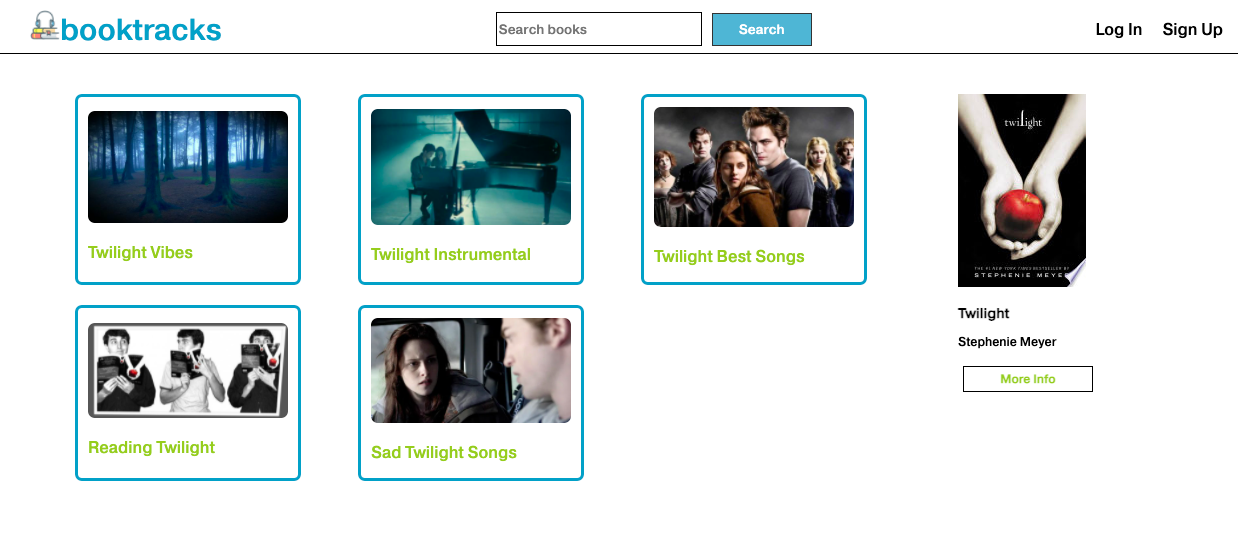 booktracks
Search books
Search
Log In
Sign Up
Twilight Vibes
Twilight Instrumental
Twilight Best Songs
twilight
THE #1 NEW YORK TIMES BESTSELLER BY
STEPHENIE MEYER
Twilight
Stephenie Meyer
More Info
Reading Twilight
Sad Twilight Songs